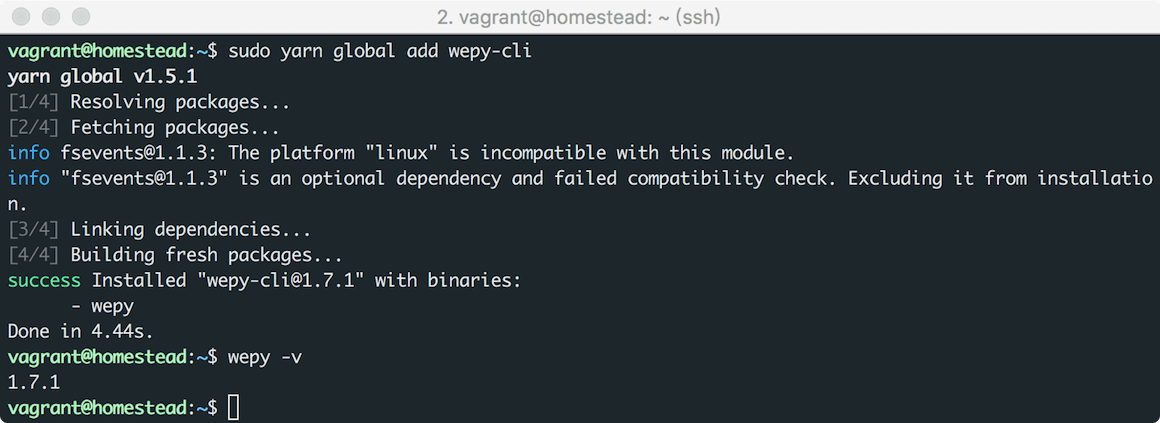 2. vagrant@homestead: ~ (ssh)
vagrant@homestead:~$ sudo yarn global add wepy-cli
yarn global v1.5.1
[1/4] Resolving packages...
[2/4] Fetching packages...
info fsevents@1.1.3: The platform "linux" is incompatible with this module.
info "fsevents@1.1.3" is an optional dependency and failed compatibility check. Excluding it from installatio
n.
[3/4] Linking dependencies...
[4/4] Building fresh packages...
success Installed "wepy-cli@1.7.1" with binaries:
      - wepy
Done in 4.44s.
vagrant@homestead:~$ wepy -v
1.7.1
vagrant@homestead:~$